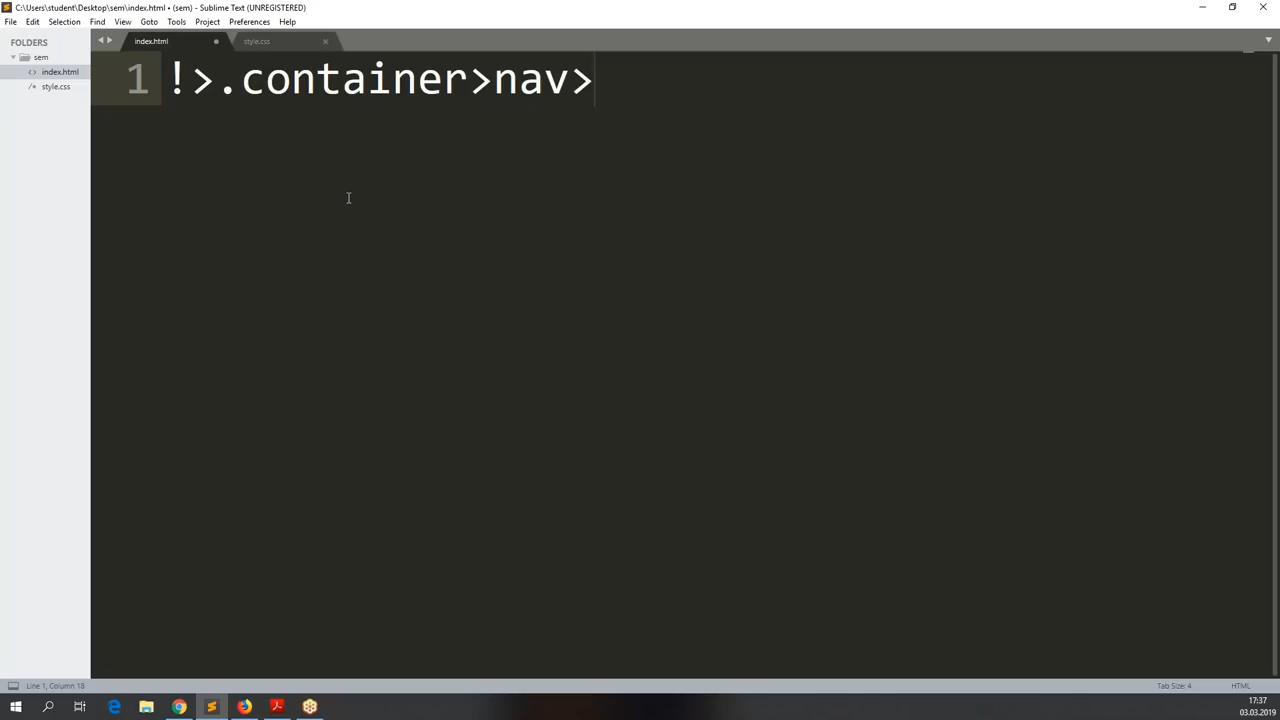 C:\Users\student\Desktop\sem\index.html • (sem) - Sublime Text (UNREGISTERED)
File Edit Selection Find View Goto Tools Project Preferences Help
FOLDERS
sem
index.html
style.css
index.html
style.css
1 !>.container>nav>
Line 1, Column 18
Tab Size: 4
HTML
17:37
03.03.2019